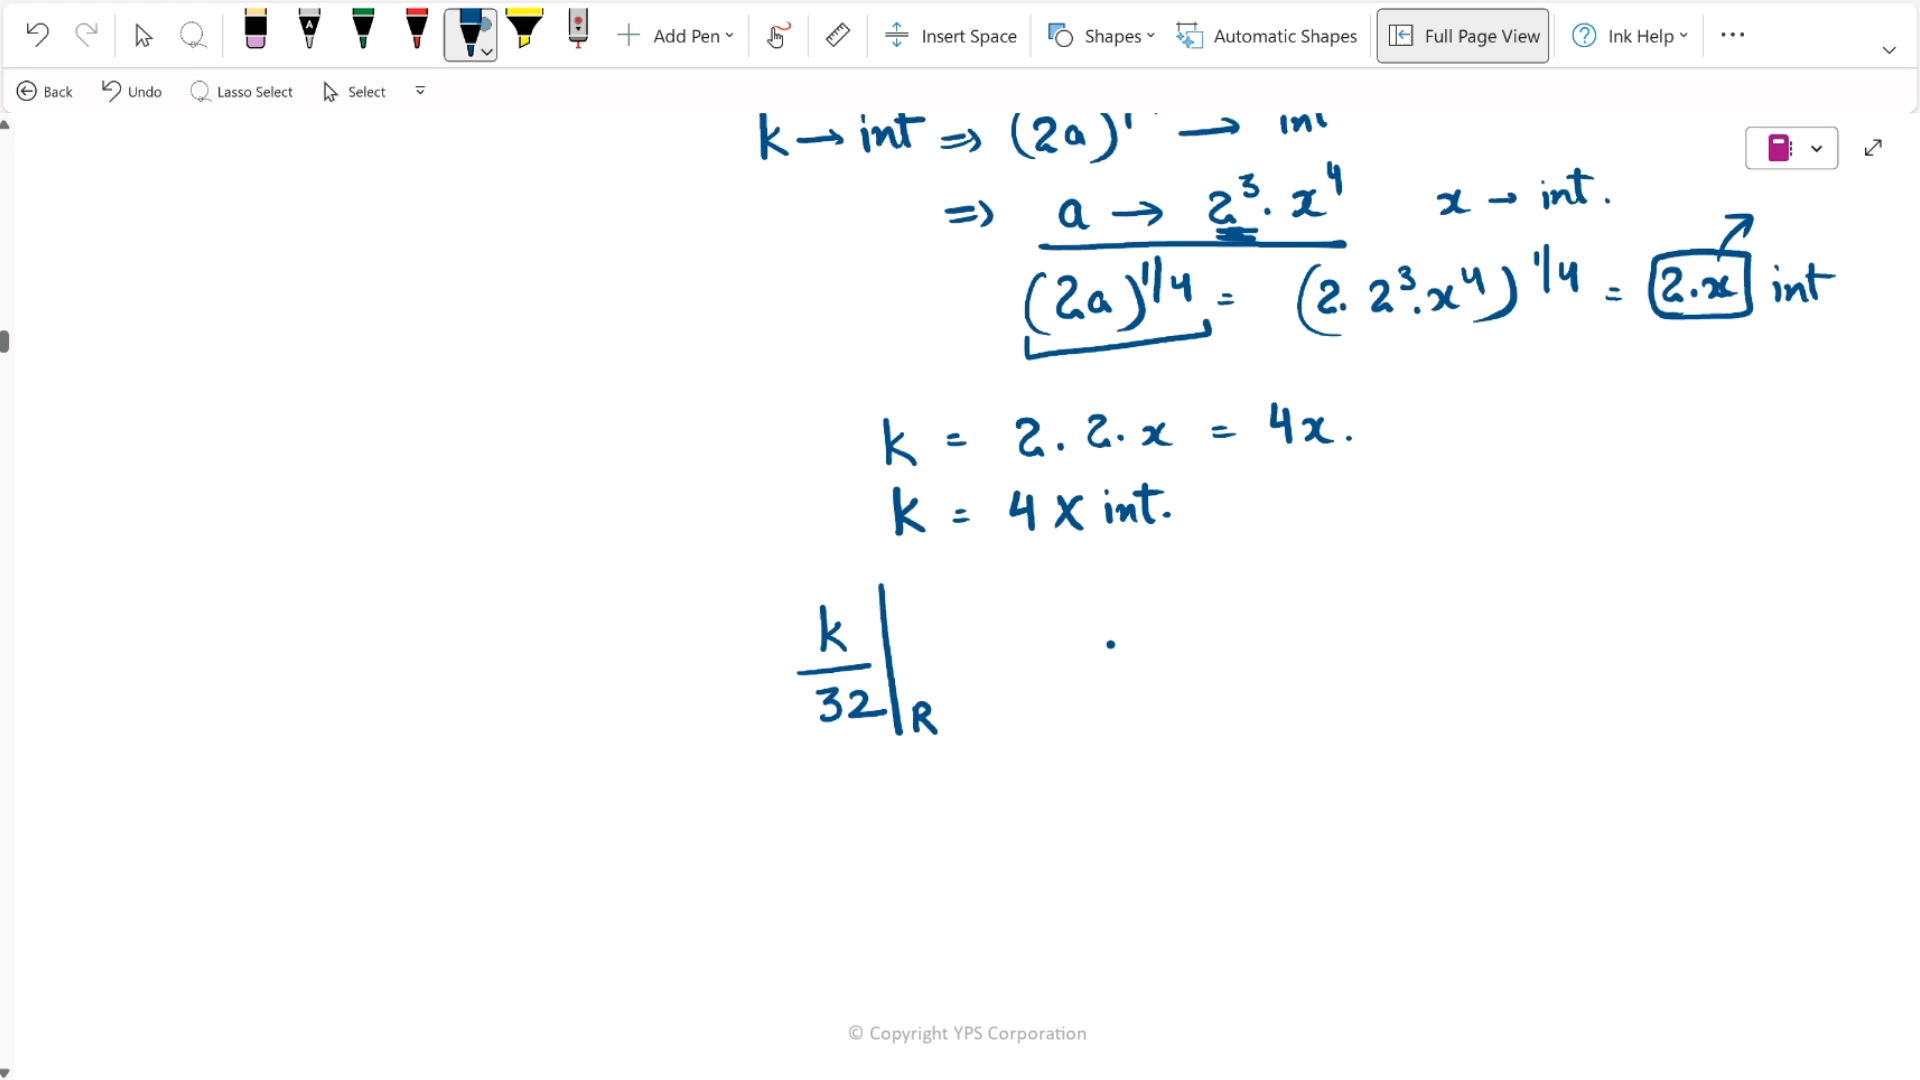 Add Pen Insert Space Shapes Automatic Shapes Full Page View Ink Help ...
Back Undo Lasso Select Select
k → int ⇒ (2a) → int
⇒ a → 2³. x⁴ x → int.
(2a)^1/4 = (2. 2³. x⁴)^1/4 = 2.x int
k = 2. 2. x = 4x.
k = 4 x int.
k
32 R
© Copyright YPS Corporation